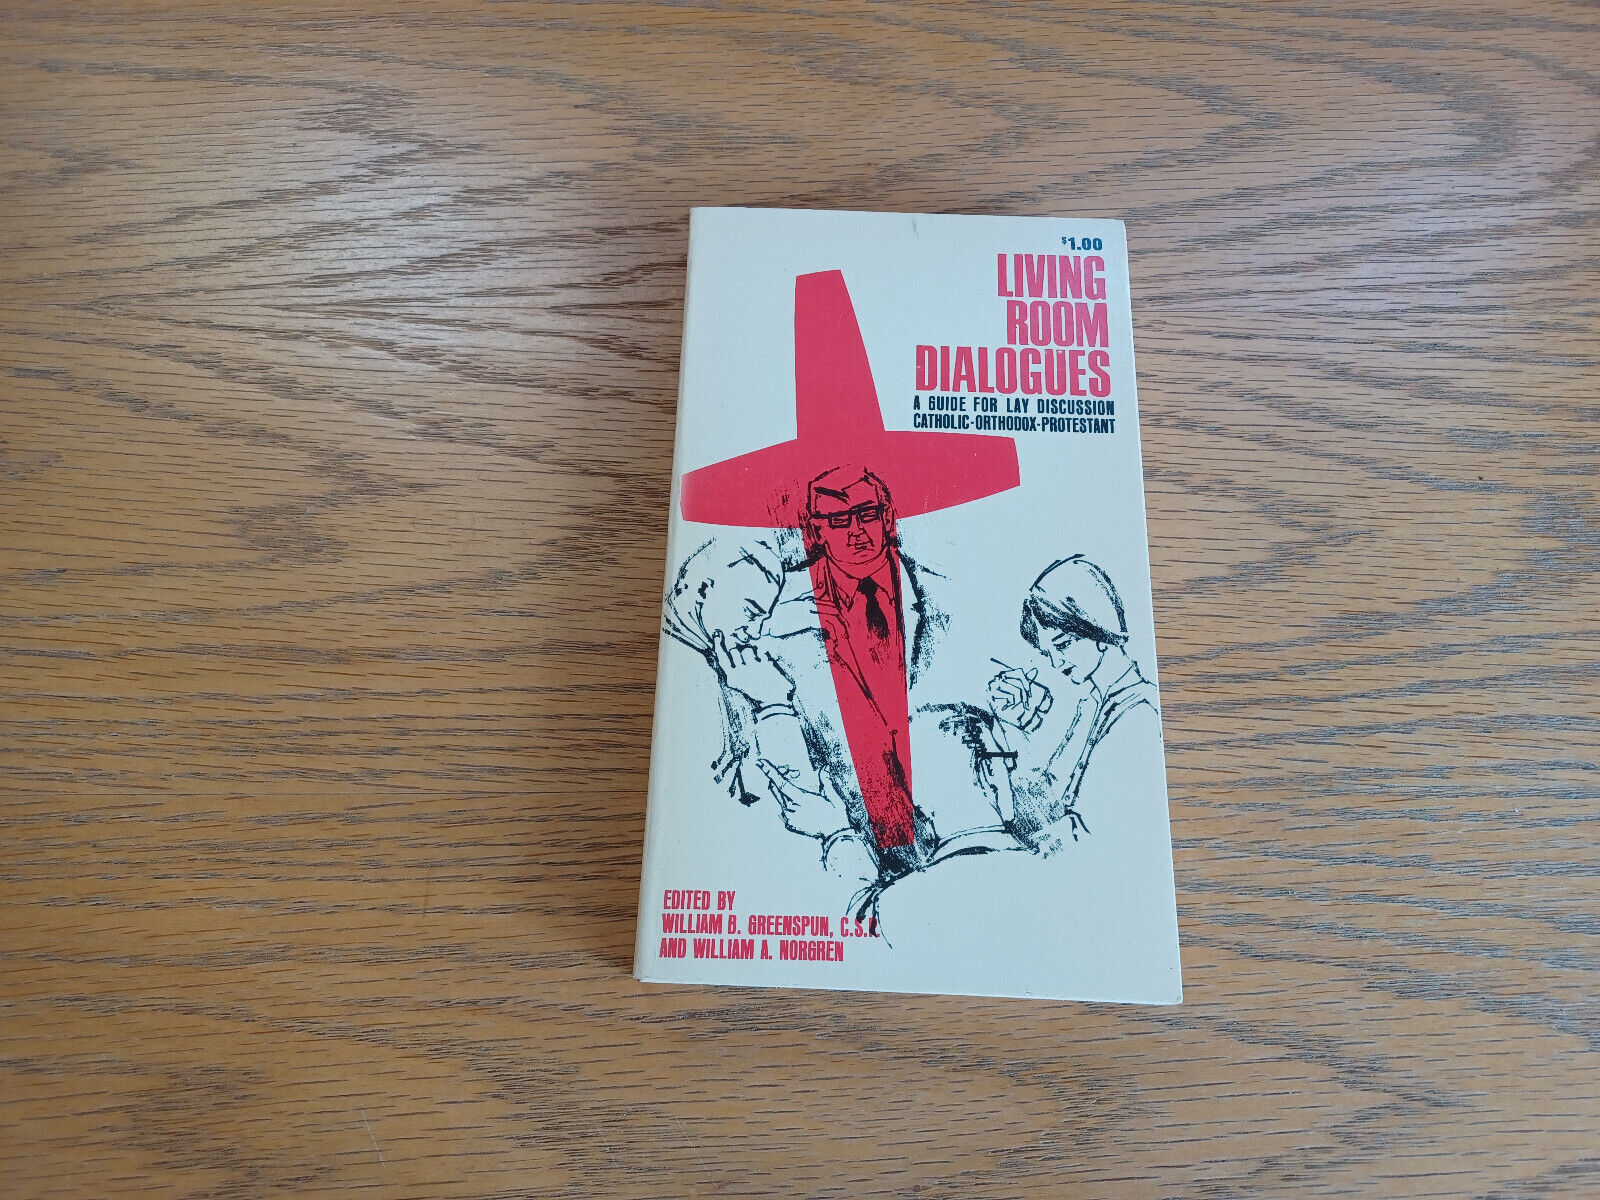 $1.00
LIVING
ROOM
DIALOGUES
A GUIDE FOR LAY DISCUSSION
CATHOLIC-ORTHODOX-PROTESTANT
EDITED BY
WILLIAM B. GREENSPUN, C.S.P.
AND WILLIAM A. NORGREN